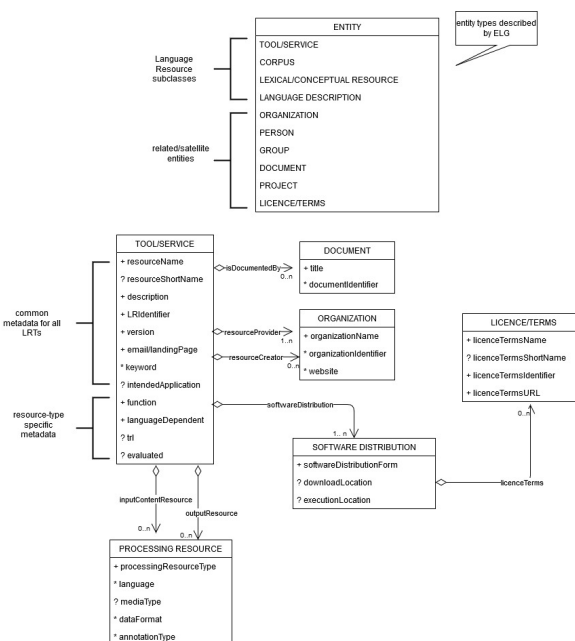 ENTITY
TOOL/SERVICE
CORPUS
LEXICAL/CONCEPTUAL RESOURCE
LANGUAGE DESCRIPTION
ORGANIZATION
PERSON
GROUP
DOCUMENT
PROJECT
LICENCE/TERMS
entity types described
by ELG
Language
Resource
subclasses
related/satellite
entities
TOOL/SERVICE
+ resourceName
? resourceShortName
+ description
+ LRIdentifier
+ version
+ email/landingPage
* keyword
? intendedApplication
+ function
+ languageDependent
? trl
? evaluated
common
metadata for all
LRTs
resource-type
specific
metadata
isDocumentedBy
0..n
DOCUMENT
+ title
* documentIdentifier
resourceProvider
1..n
resourceCreator
0..n
ORGANIZATION
+ organizationName
* organizationIdentifier
* website
LICENCE/TERMS
+ licenceTermsName
? licenceTermsShortName
+ licenceTermsIdentifier
+ licenceTermsURL
0..n
softwareDistribution
1.. n
SOFTWARE DISTRIBUTION
+ softwareDistributionForm
? downloadLocation
? executionLocation
licenceTerms
inputContentResource
0..n
outputResource
0..n
PROCESSING RESOURCE
+ processingResourceType
* language
? mediaType
* dataFormat
* annotationType